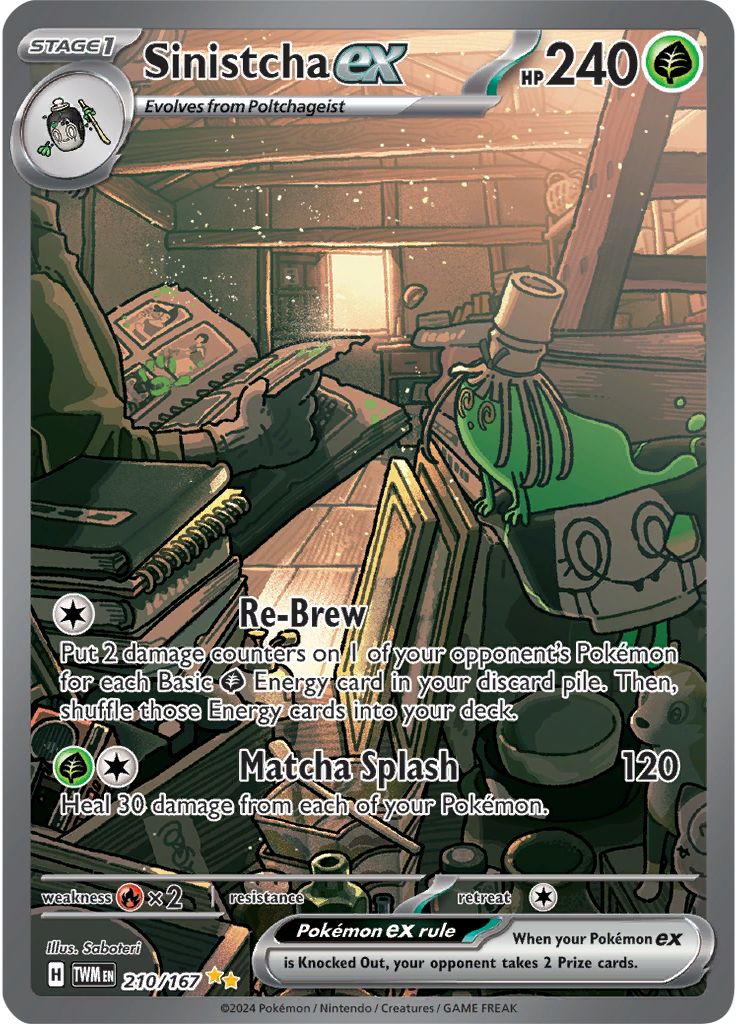 STAGE1
Sinistcha ex
HP 240
Evolves from Poltchageist
Re-Brew
Put 2 damage counters on 1 of your opponent's Pokémon
for each Basic Energy card in your discard pile. Then,
shuffle those Energy cards into your deck.
Matcha Splash 120
Heal 30 damage from each of your Pokémon.
weakness ×2 resistance retreat
Illus. Saboteri
Pokémon ex rule
When your Pokémon ex
is Knocked Out, your opponent takes 2 Prize cards.
H TWM EN 210/167
©2024 Pokémon / Nintendo / Creatures / GAME FREAK